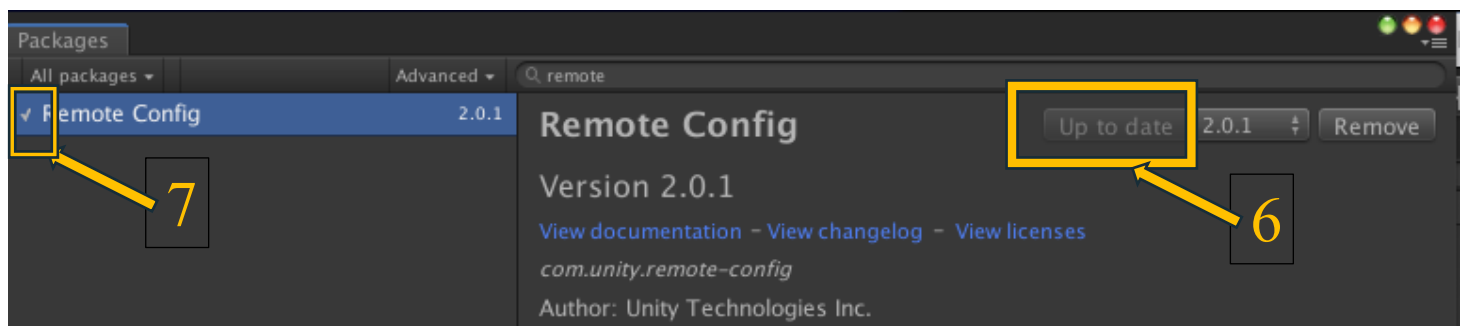 Packages
All packages Advanced remote
Remote Config 2.0.1
Remote Config Up to date 2.0.1 Remove
Version 2.0.1
7
View documentation - View changelog - View licenses
6
com.unity.remote-config
Author: Unity Technologies Inc.